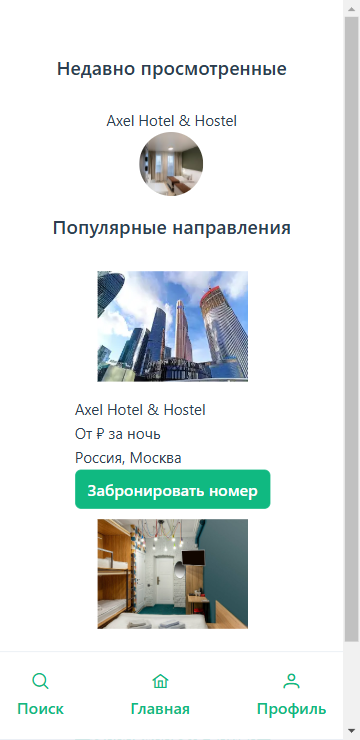 Недавно просмотренные
Axel Hotel & Hostel
Популярные направления
Axel Hotel & Hostel
От ₽ за ночь
Россия, Москва
Забронировать номер
Поиск
Главная
Профиль